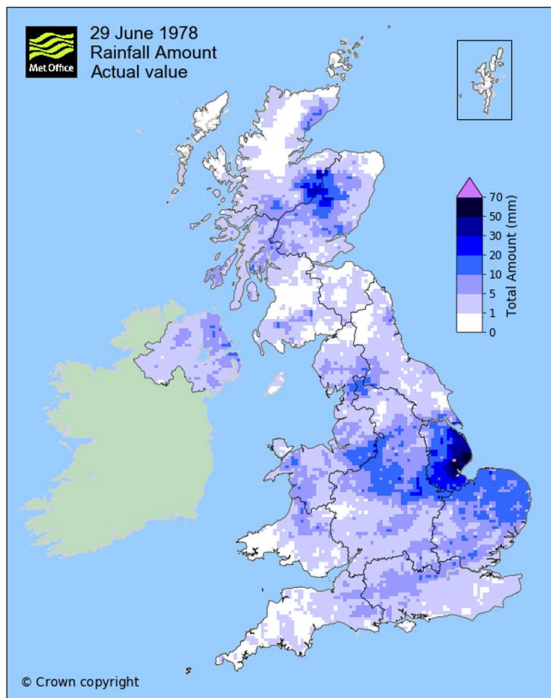 29 June 1978
Rainfall Amount
Actual value
Met Office
70
50
30
20
10
5
1
0
Total Amount (mm)
© Crown copyright